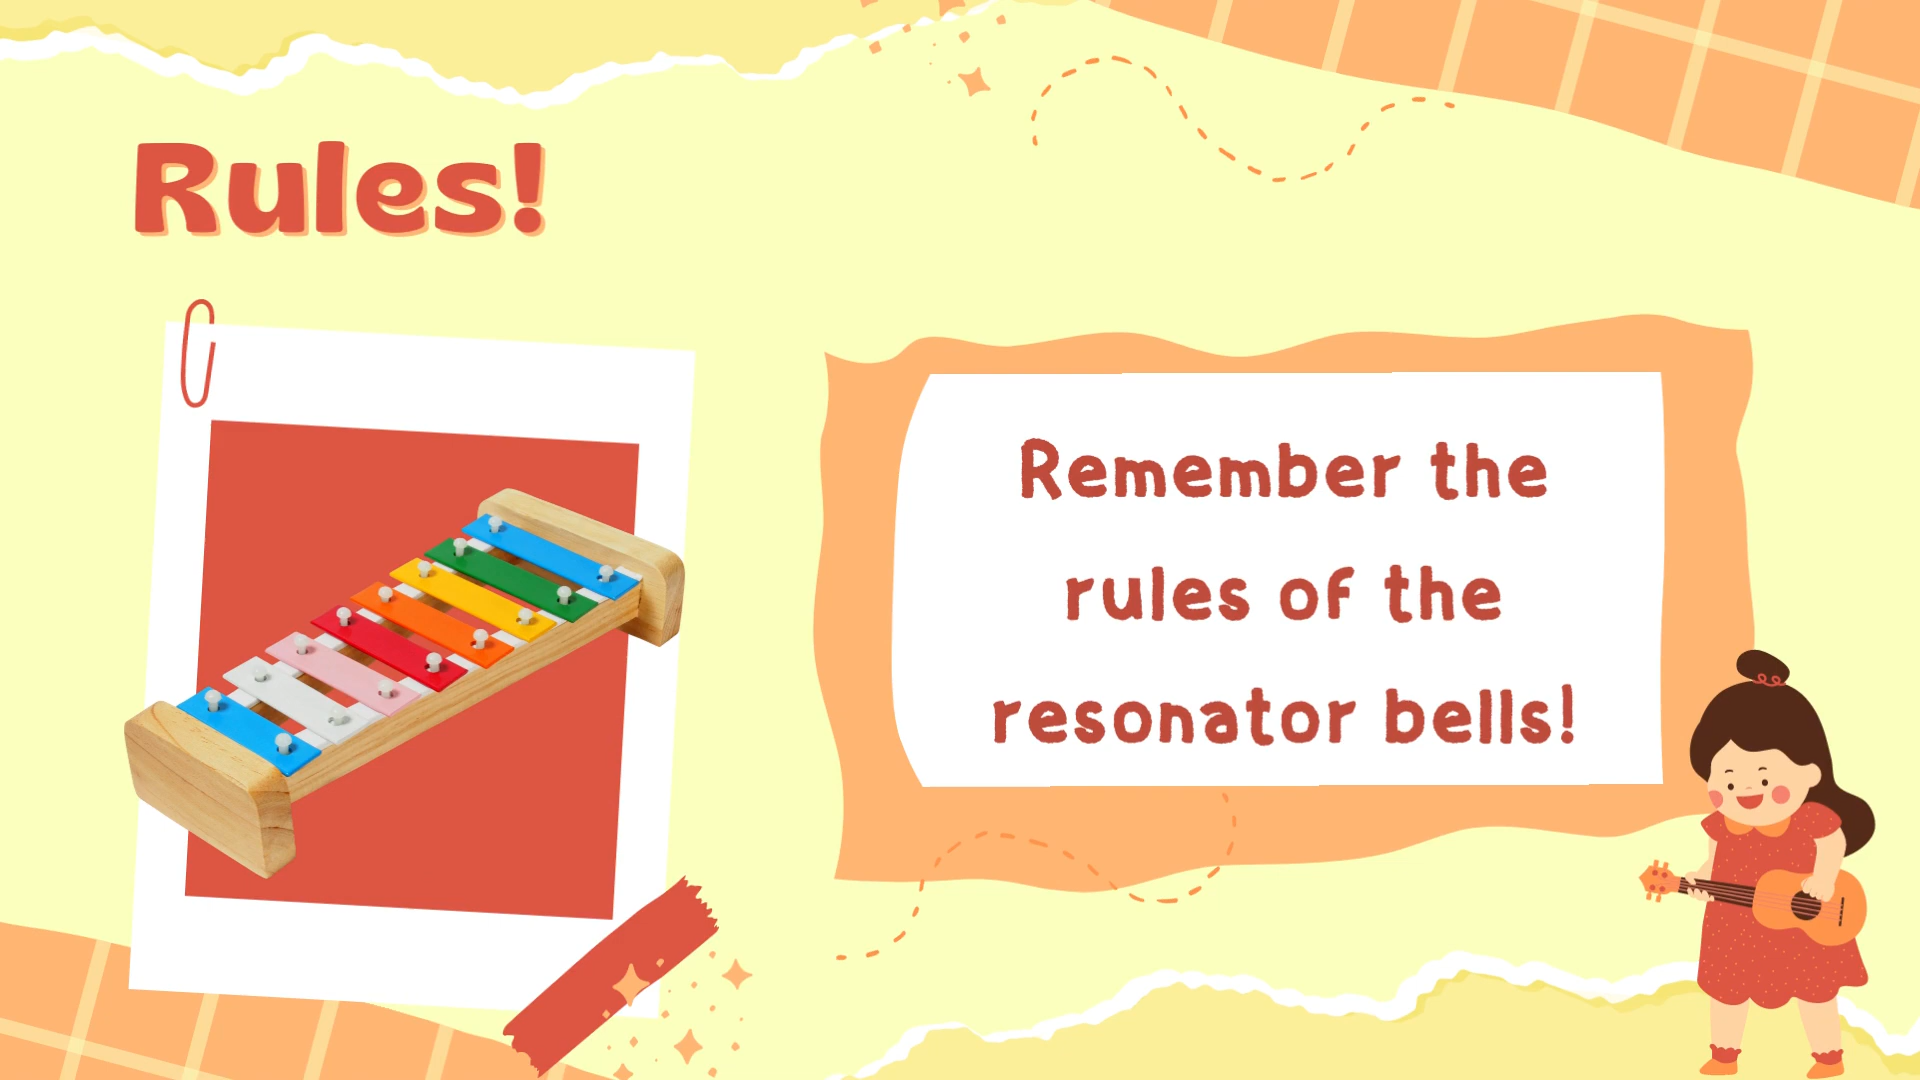 Rules!
Remember the
rules of the
resonator bells!